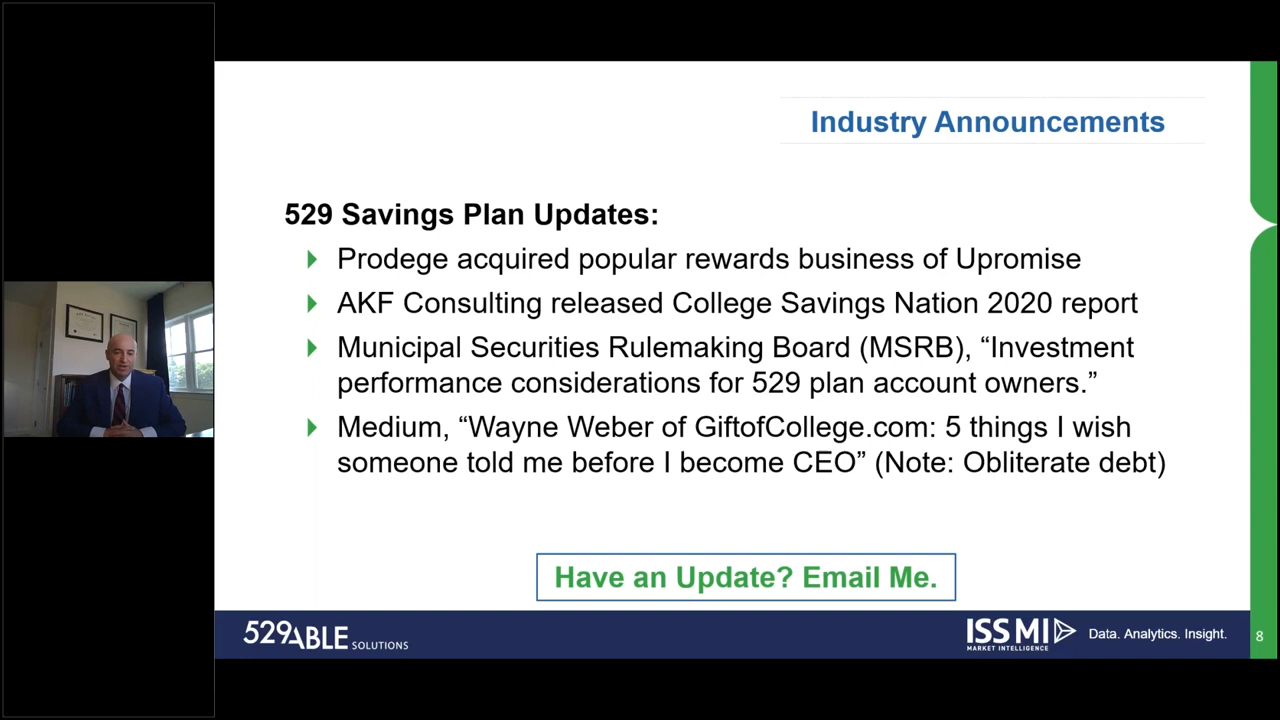 Industry Announcements
529 Savings Plan Updates:
Prodege acquired popular rewards business of Upromise
AKF Consulting released College Savings Nation 2020 report
Municipal Securities Rulemaking Board (MSRB), “Investment
performance considerations for 529 plan account owners.”
Medium, “Wayne Weber of GiftofCollege.com: 5 things I wish
someone told me before I become CEO” (Note: Obliterate debt)
Have an Update? Email Me.
529ABLE SOLUTIONS
ISS MI
MARKET INTELLIGENCE
Data. Analytics. Insight.
8